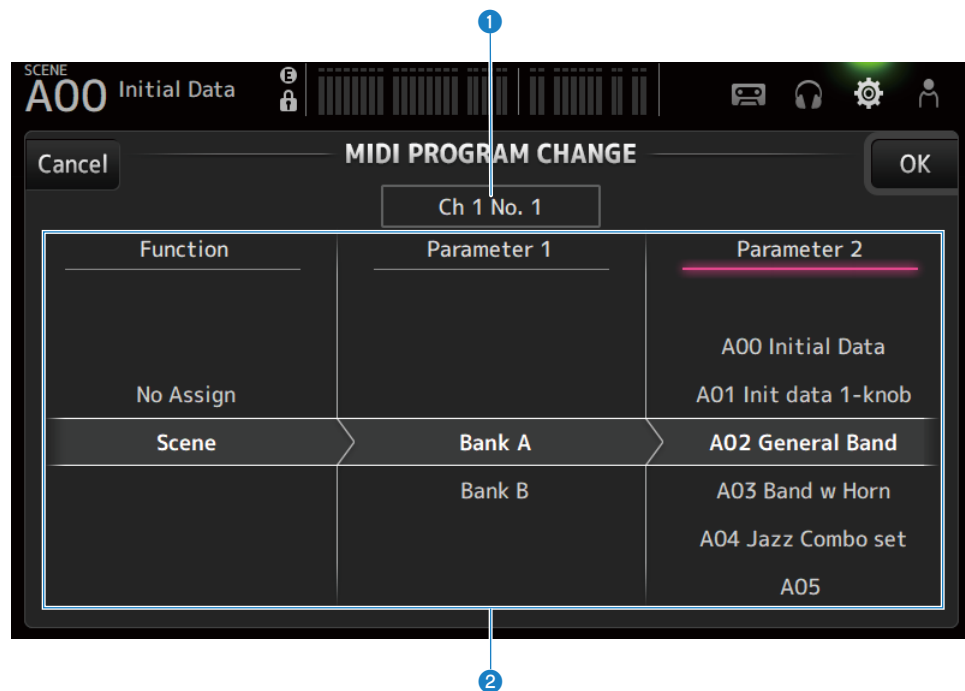 1
SCENE
A00 Initial Data E
Cancel MIDI PROGRAM CHANGE OK
Ch 1 No. 1
Function Parameter 1 Parameter 2
A00 Initial Data
No Assign A01 Init data 1-knob
Scene Bank A A02 General Band
Bank B A03 Band w Horn
A04 Jazz Combo set
A05
2